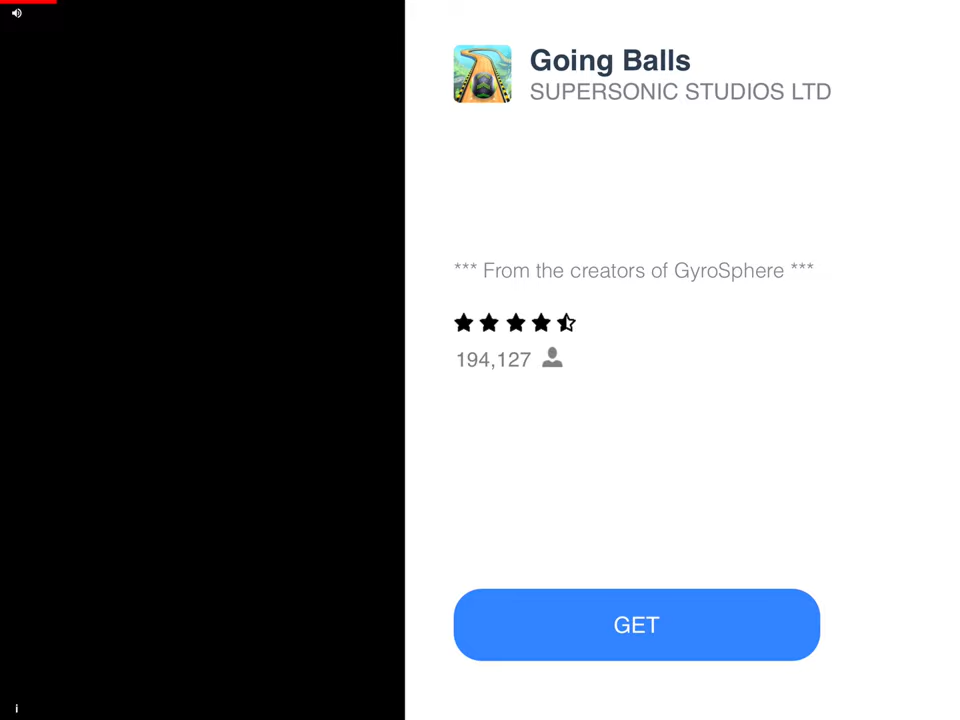 Going Balls
SUPERSONIC STUDIOS LTD
*** From the creators of GyroSphere ***
194,127
GET
i